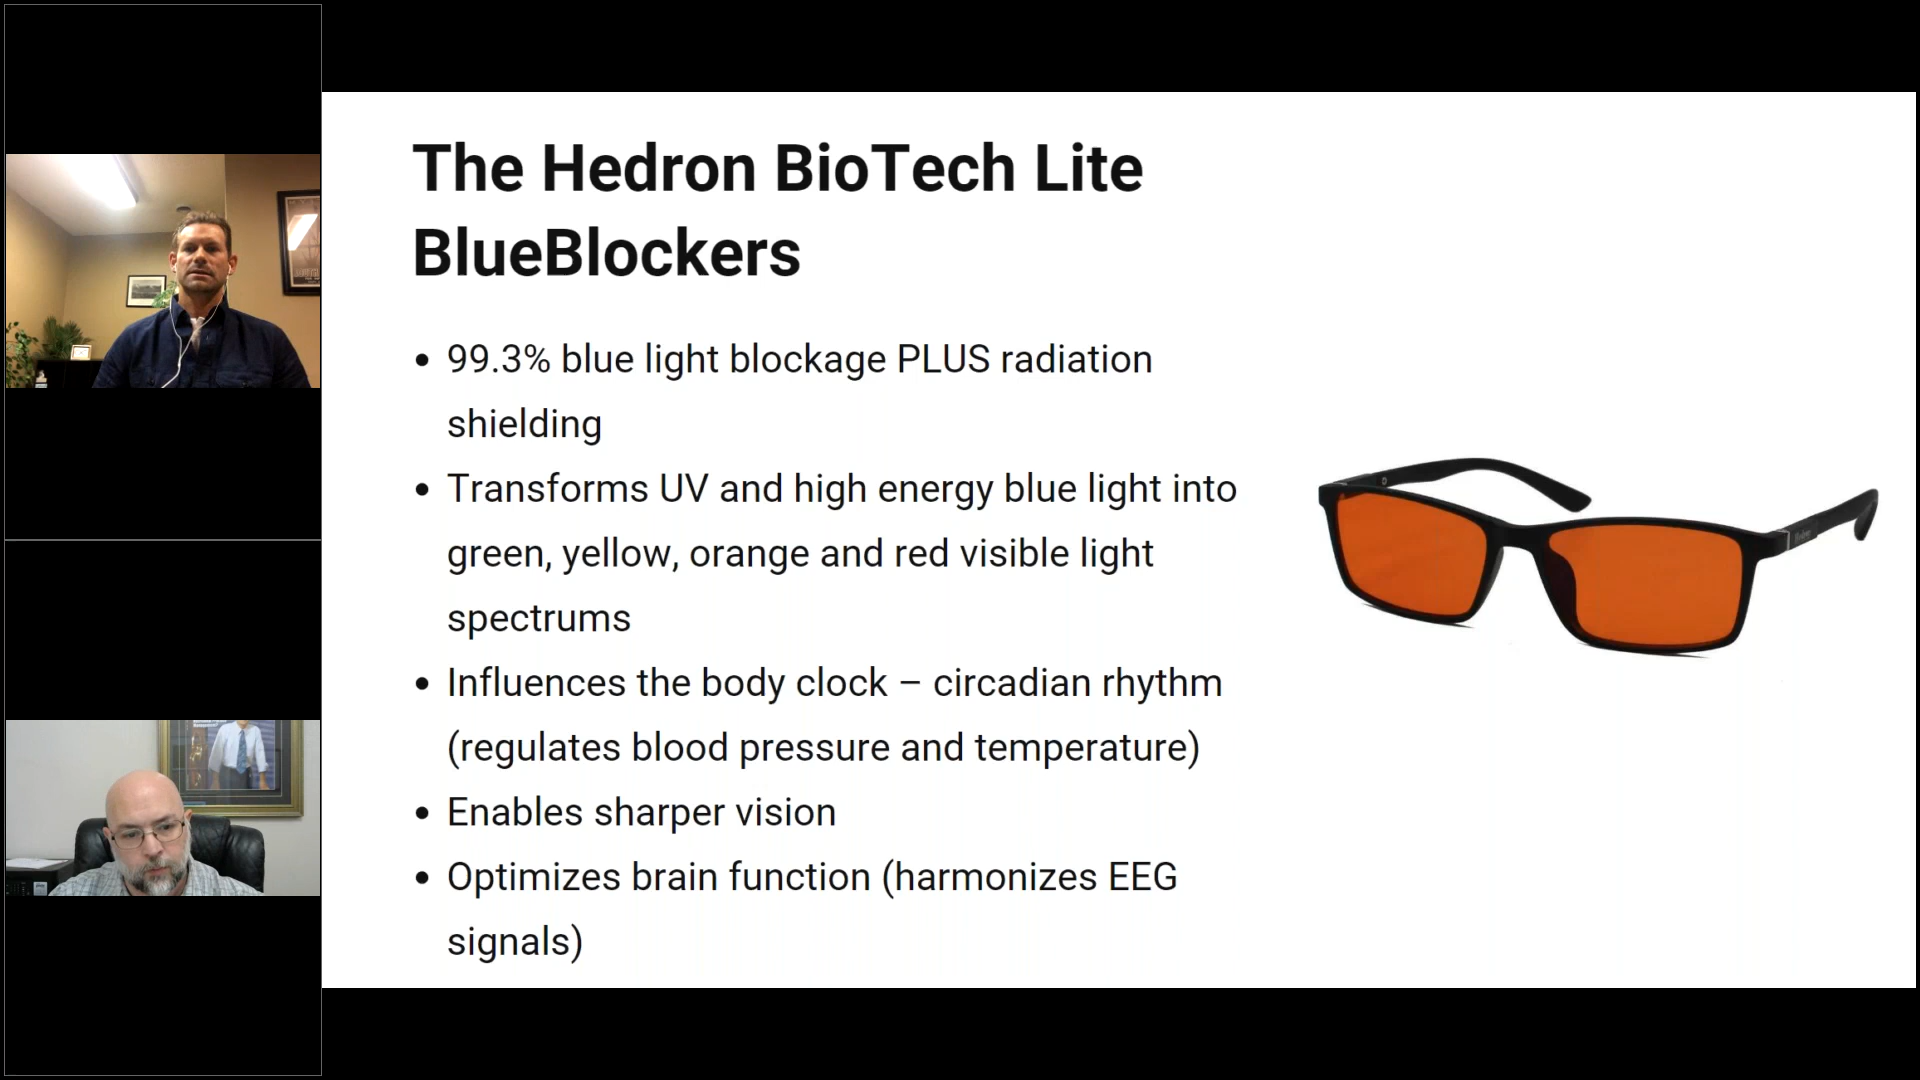 The Hedron BioTech Lite
BlueBlockers
• 99.3% blue light blockage PLUS radiation
shielding
• Transforms UV and high energy blue light into
green, yellow, orange and red visible light
spectrums
• Influences the body clock – circadian rhythm
(regulates blood pressure and temperature)
• Enables sharper vision
• Optimizes brain function (harmonizes EEG
signals)